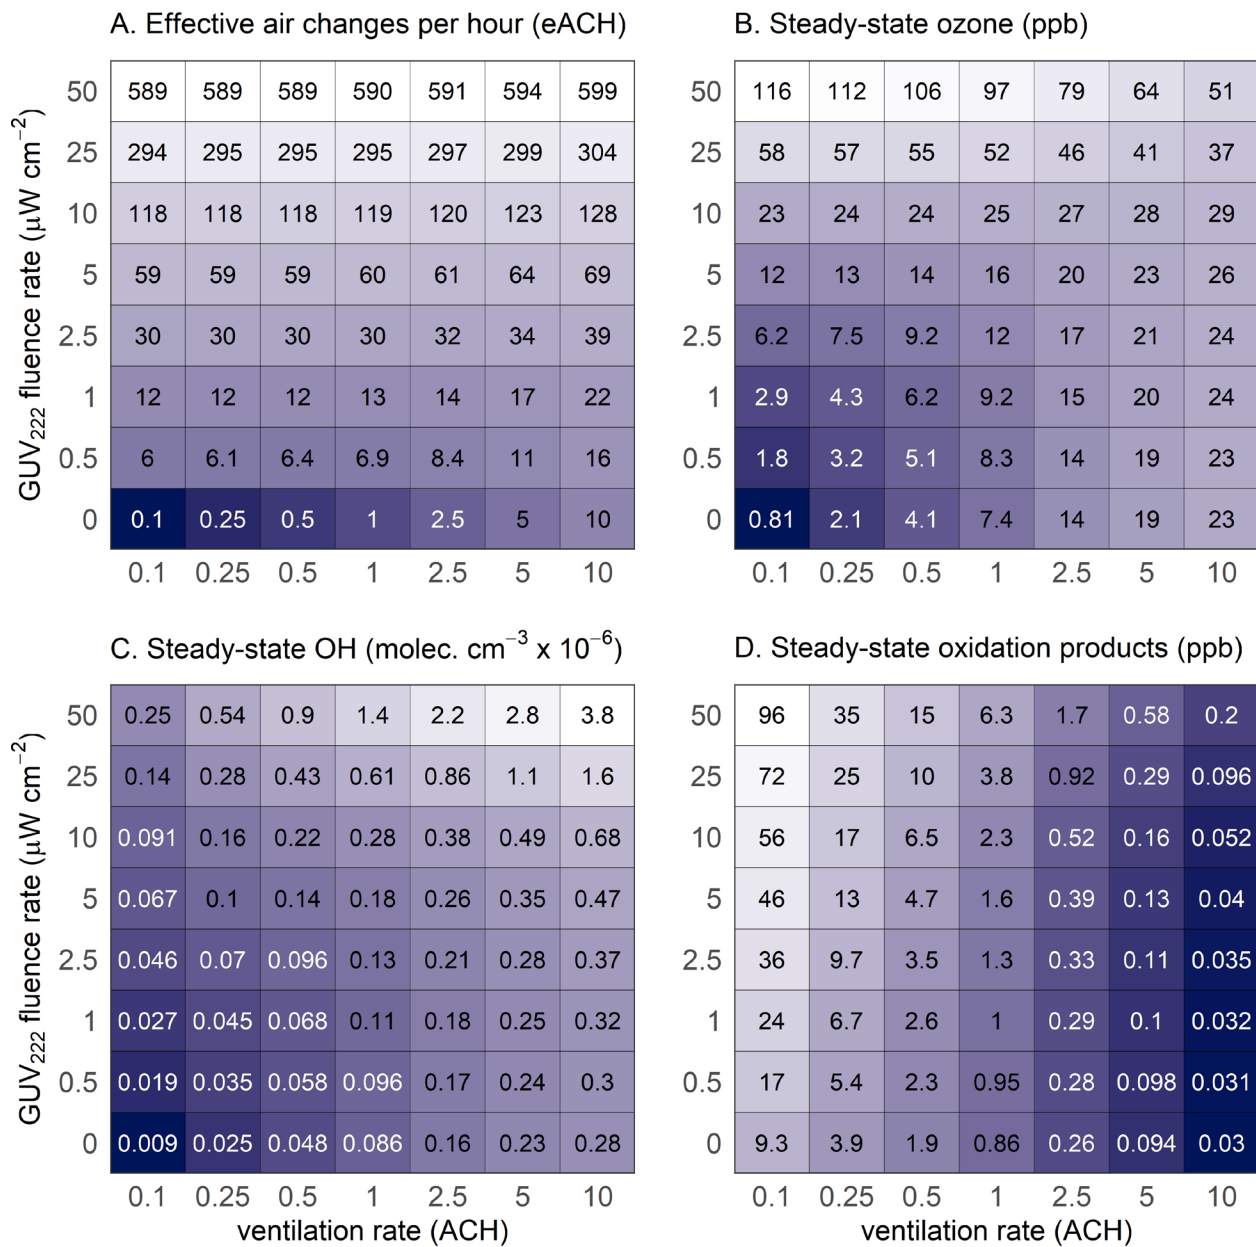 A. Effective air changes per hour (eACH)
50 589 589 589 590 591 594 599
25 294 295 295 295 297 299 304
10 118 118 118 119 120 123 128
5 59 59 59 60 61 64 69
2.5 30 30 30 30 32 34 39
1 12 12 12 13 14 17 22
0.5 6 6.1 6.4 6.9 8.4 11 16
0 0.1 0.25 0.5 1 2.5 5 10
0.1 0.25 0.5 1 2.5 5 10
GUV₂₂₂ fluence rate (μW cm⁻²)
B. Steady-state ozone (ppb)
50 116 112 106 97 79 64 51
25 58 57 55 52 46 41 37
10 23 24 24 25 27 28 29
5 12 13 14 16 20 23 26
2.5 6.2 7.5 9.2 12 17 21 24
1 2.9 4.3 6.2 9.2 15 20 24
0.5 1.8 3.2 5.1 8.3 14 19 23
0 0.81 2.1 4.1 7.4 14 19 23
0.1 0.25 0.5 1 2.5 5 10
C. Steady-state OH (molec. cm⁻³ x 10⁻⁶)
50 0.25 0.54 0.9 1.4 2.2 2.8 3.8
25 0.14 0.28 0.43 0.61 0.86 1.1 1.6
10 0.091 0.16 0.22 0.28 0.38 0.49 0.68
5 0.067 0.1 0.14 0.18 0.26 0.35 0.47
2.5 0.046 0.07 0.096 0.13 0.21 0.28 0.37
1 0.027 0.045 0.068 0.11 0.18 0.25 0.32
0.5 0.019 0.035 0.058 0.096 0.17 0.24 0.3
0 0.009 0.025 0.048 0.086 0.16 0.23 0.28
0.1 0.25 0.5 1 2.5 5 10
GUV₂₂₂ fluence rate (μW cm⁻²)
ventilation rate (ACH)
D. Steady-state oxidation products (ppb)
50 96 35 15 6.3 1.7 0.58 0.2
25 72 25 10 3.8 0.92 0.29 0.096
10 56 17 6.5 2.3 0.52 0.16 0.052
5 46 13 4.7 1.6 0.39 0.13 0.04
2.5 36 9.7 3.5 1.3 0.33 0.11 0.035
1 24 6.7 2.6 1 0.29 0.1 0.032
0.5 17 5.4 2.3 0.95 0.28 0.098 0.031
0 9.3 3.9 1.9 0.86 0.26 0.094 0.03
0.1 0.25 0.5 1 2.5 5 10
ventilation rate (ACH)